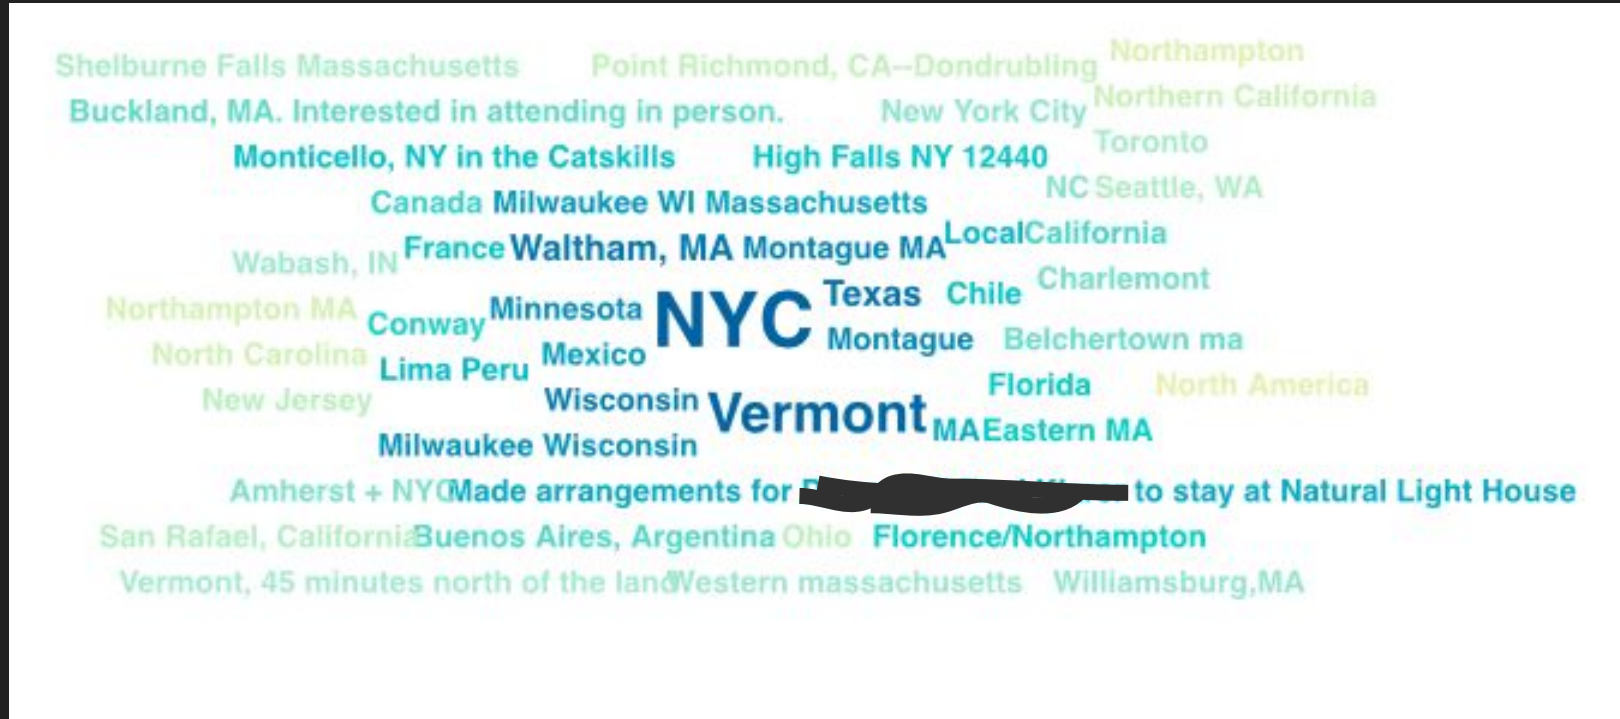 Shelburne Falls Massachusetts
Point Richmond, CA--Dondrubling
Northampton
Buckland, MA. Interested in attending in person.
New York City
Northern California
Monticello, NY in the Catskills
High Falls NY 12440
Toronto
Canada
Milwaukee WI
Massachusetts
NC
Seattle, WA
Wabash, IN
France
Waltham, MA
Montague MA
Local
California
Northampton MA
Conway
Minnesota
NYC
Texas
Chile
Charlemont
North Carolina
Lima Peru
Mexico
Montague
Belchertown ma
New Jersey
Wisconsin
Vermont
Florida
North America
Milwaukee Wisconsin
MA
Eastern MA
Amherst + NYC
Made arrangements for
to stay at Natural Light House
San Rafael, California
Buenos Aires, Argentina
Ohio
Florence/Northampton
Vermont, 45 minutes north of the land
Western massachusetts
Williamsburg,MA